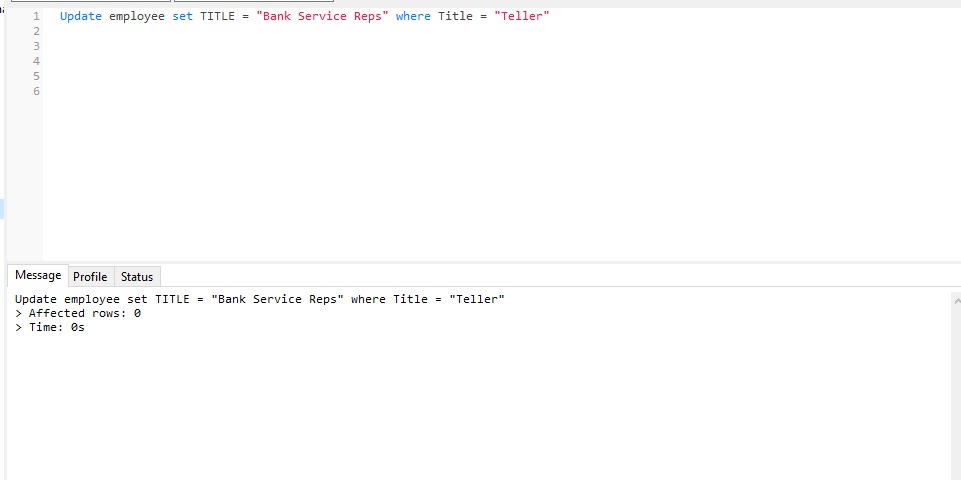 1 Update employee set TITLE = "Bank Service Reps" where Title = "Teller"
2
3
4
5
6
Message Profile Status
Update employee set TITLE = "Bank Service Reps" where Title = "Teller"
> Affected rows: 0
> Time: 0s